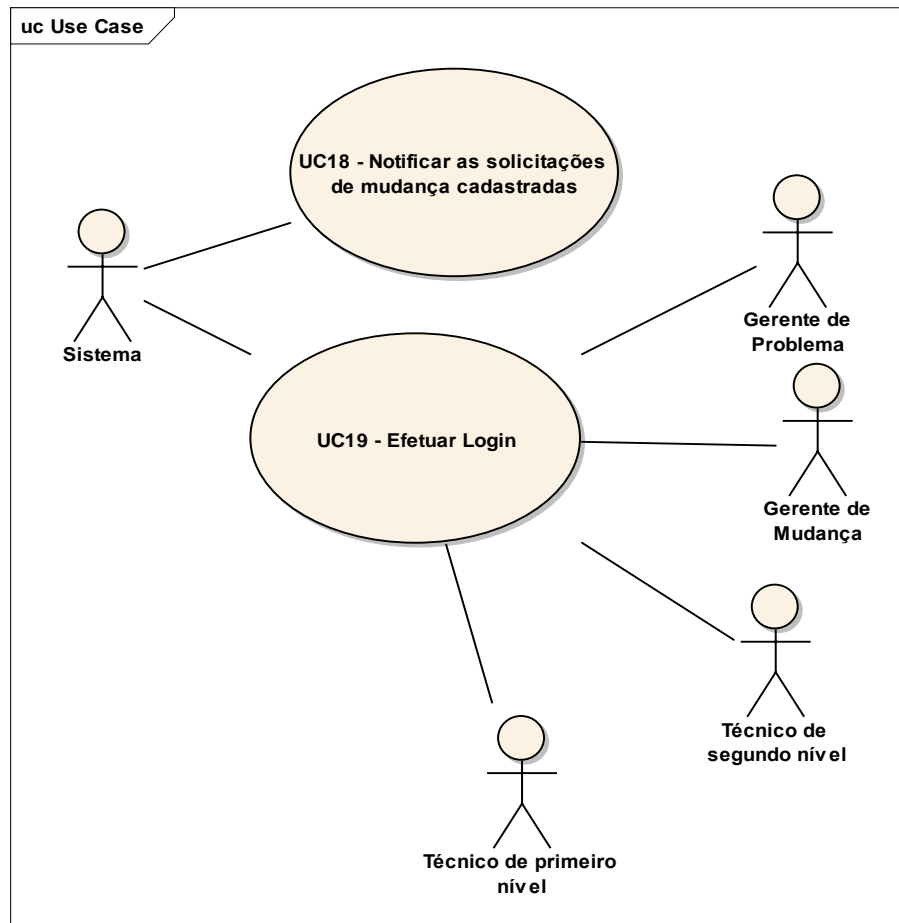 uc Use Case
UC18 - Notificar as solicitações
de mudança cadastradas
Sistema
Gerente de
Problema
UC19 - Efetuar Login
Gerente de
Mudança
Técnico de
segundo nível
Técnico de primeiro
nível